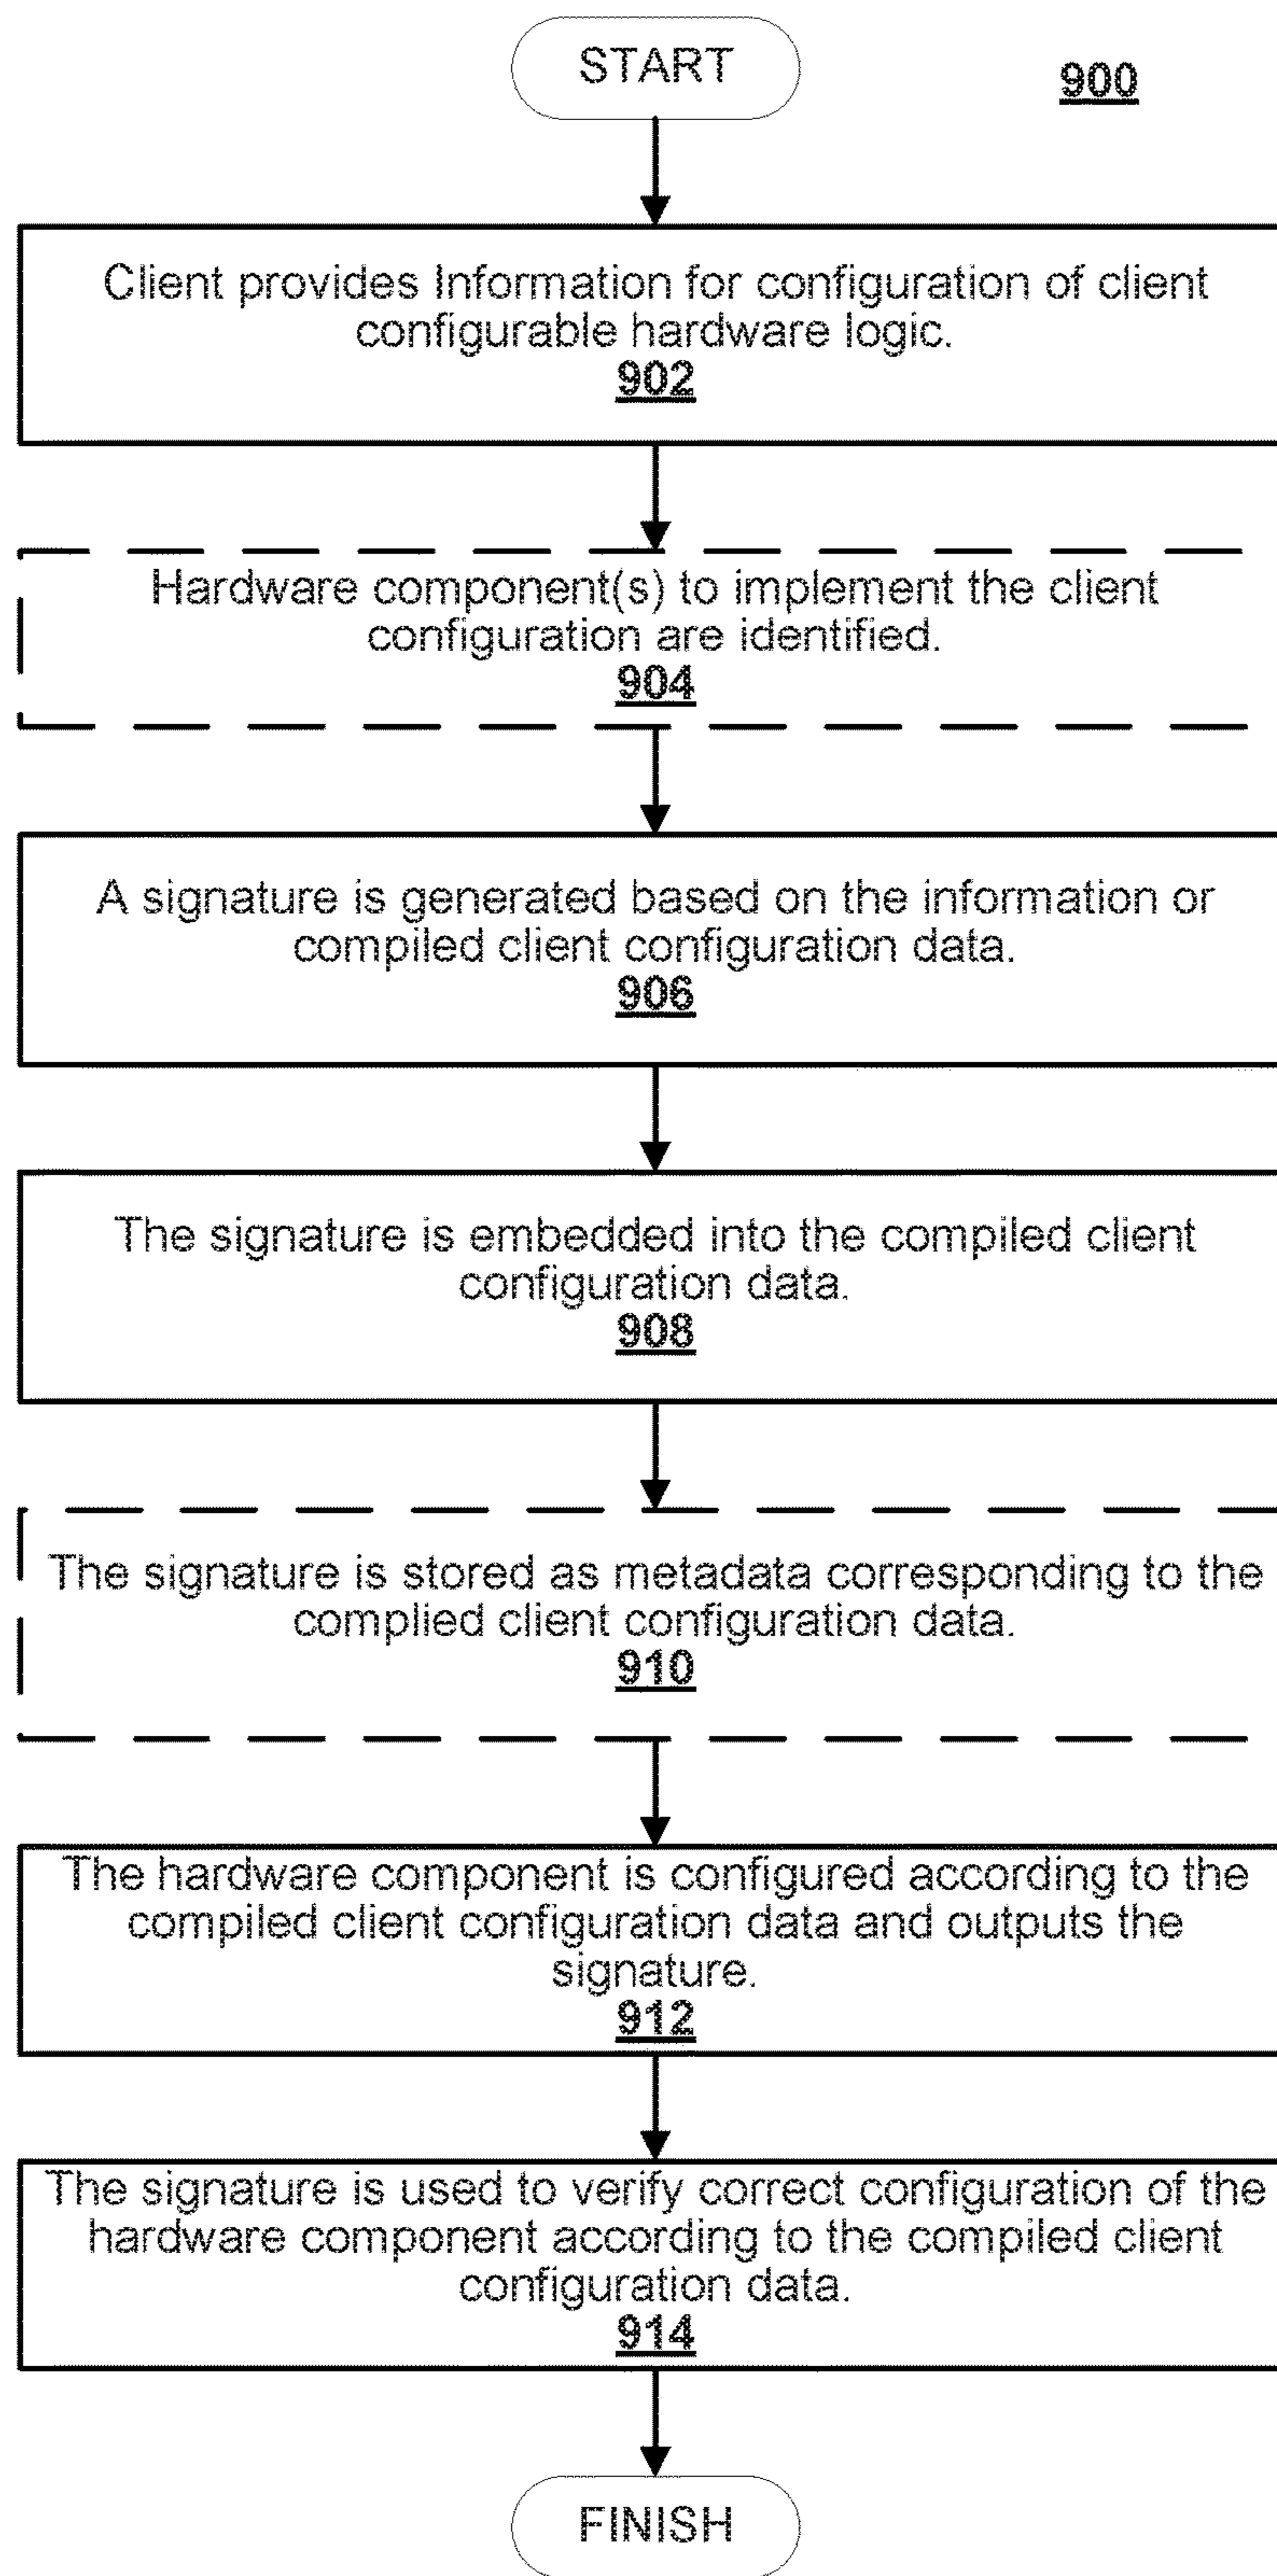 START
900
Client provides Information for configuration of client
configurable hardware logic.
902
Hardware component(s) to implement the client
configuration are identified.
904
A signature is generated based on the information or
compiled client configuration data.
906
The signature is embedded into the compiled client
configuration data.
908
The signature is stored as metadata corresponding to the
complied client configuration data.
910
The hardware component is configured according to the
compiled client configuration data and outputs the
signature.
912
The signature is used to verify correct configuration of the
hardware component according to the compiled client
configuration data.
914
FINISH